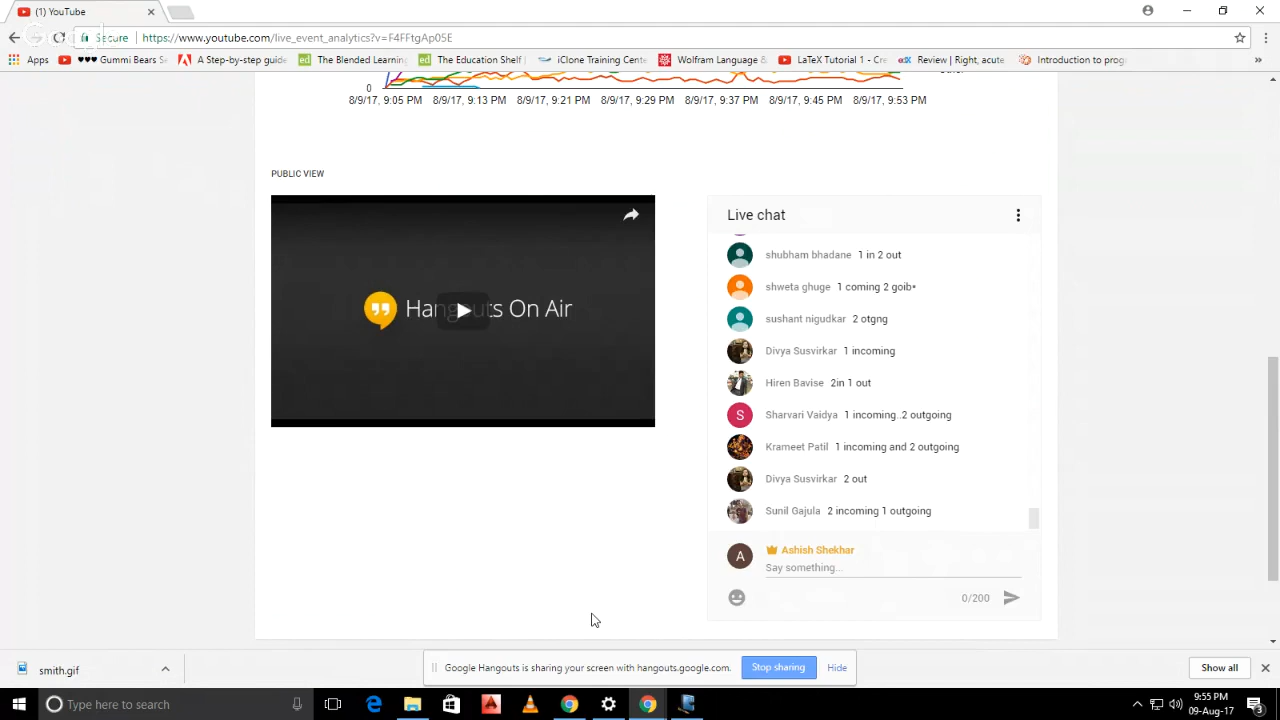 (1) YouTube
Secure https://www.youtube.com/live_event_analytics?v=F4FFtgAp05E
Apps ♥♥♥ Gummi Bears S A Step-by-step guide The Blended Learning The Education Shelf iClone Training Cente Wolfram Language & LaTeX Tutorial 1 - Cre Review | Right, acute Introduction to prog »
0
8/9/17, 9:05 PM 8/9/17, 9:13 PM 8/9/17, 9:21 PM 8/9/17, 9:29 PM 8/9/17, 9:37 PM 8/9/17, 9:45 PM 8/9/17, 9:53 PM
PUBLIC VIEW
Hangouts On Air
Live chat
shubham bhadane 1 in 2 out
shweta ghuge 1 coming 2 goib•
sushant nigudkar 2 otgng
Divya Susvirkar 1 incoming
Hiren Bavise 2in 1 out
S Sharvari Vaidya 1 incoming..2 outgoing
Krameet Patil 1 incoming and 2 outgoing
Divya Susvirkar 2 out
Sunil Gajula 2 incoming 1 outgoing
A Ashish Shekhar
Say something...
0/200
smith.gif
Google Hangouts is sharing your screen with hangouts.google.com. Stop sharing Hide
Show all
Type here to search
9:55 PM
09-Aug-17
3